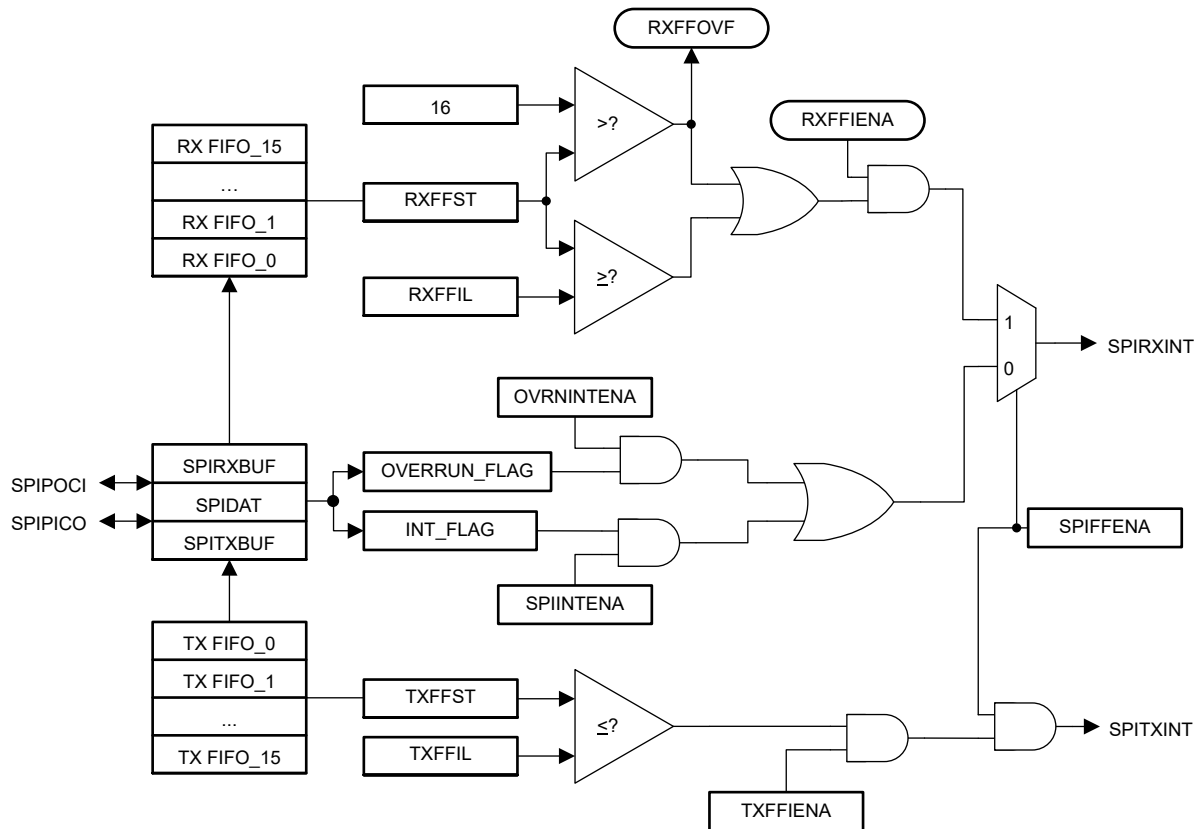 RXFFOVF
16
>?
RXFFIENA
RX FIFO_15
...
RX FIFO_1
RX FIFO_0
RXFFST
RXFFIL
≥?
1
0
SPIRXINT
OVRNINTENA
SPIPOCI
SPIPICO
SPIRXBUF
SPIDAT
SPITXBUF
OVERRUN_FLAG
INT_FLAG
SPIINTENA
SPIFFENA
TX FIFO_0
TX FIFO_1
...
TX FIFO_15
TXFFST
TXFFIL
≤?
TXFFIENA
SPITXINT